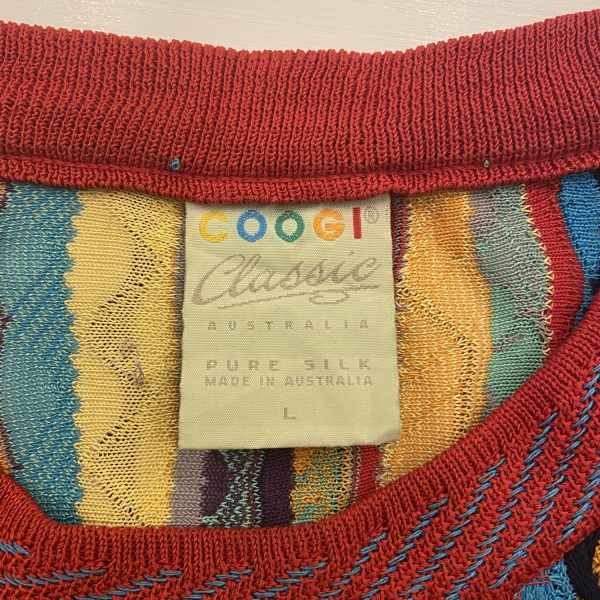 COOGI®
Classic
AUSTRALIA
PURE SILK
MADE IN AUSTRALIA
L